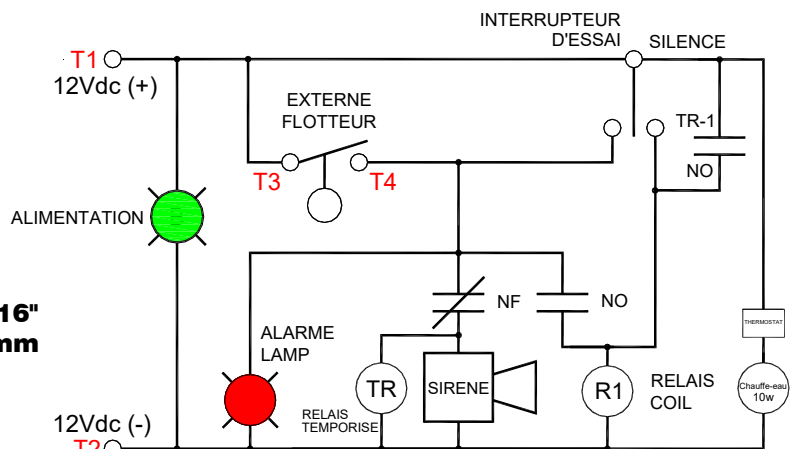 INTERRUPTEUR
D'ESSAI
SILENCE
T1
12Vdc (+)
EXTERNE
FLOTTEUR
TR-1
NO
T3
T4
ALIMENTATION
16"
mm
NF
NO
THERMOSTAT
ALARME
LAMP
TR
SIRENE
R1
RELAIS
COIL
Chauffe-eau
10w
RELAIS
TEMPORISE
12Vdc (-)
T2